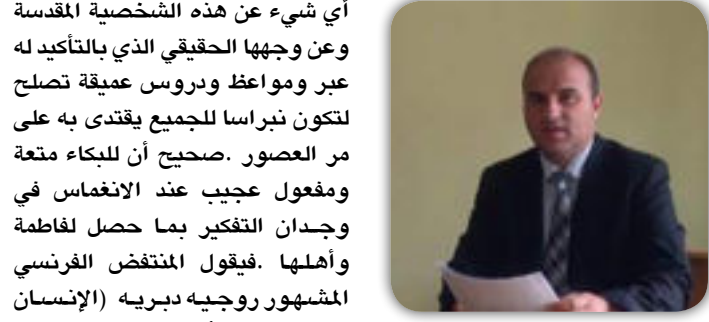 أي شيء عن هذه الشخصية المقدسة
وعن وجهها الحقيقي الذي بالتأكيد له
عبر ومواعظ ودروس عميقة تصلح
لتكون نبراسا للجميع يقتدى به على
مر العصور .صحيح أن للبكاء متعة
ومفعول عجيب عند الانغماس في
وجدان التفكير بما حصل لفاطمة
وأهلها .فيقول المنتفض الفرنسي
المشهور روجيه دبريه (الإنسان